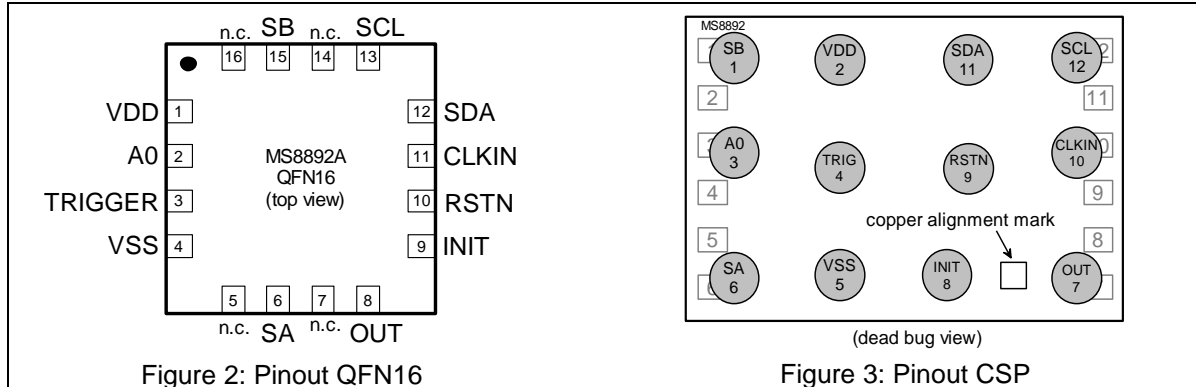 n.c. SB n.c. SCL
16 15 14 13
VDD 1
A0 2
TRIGGER 3
VSS 4
MS8892A
QFN16
(top view)
12 SDA
11 CLKIN
10 RSTN
9 INIT
5 6 7 8
n.c. SA n.c. OUT
Figure 2: Pinout QFN16
MS8892
SB
1
VDD
2
SDA
11
SCL
12
2
11
A0
3
TRIG
4
RSTN
9
CLKIN
10
4
9
copper alignment mark
5
8
SA
6
VSS
5
INIT
8
OUT
7
(dead bug view)
Figure 3: Pinout CSP